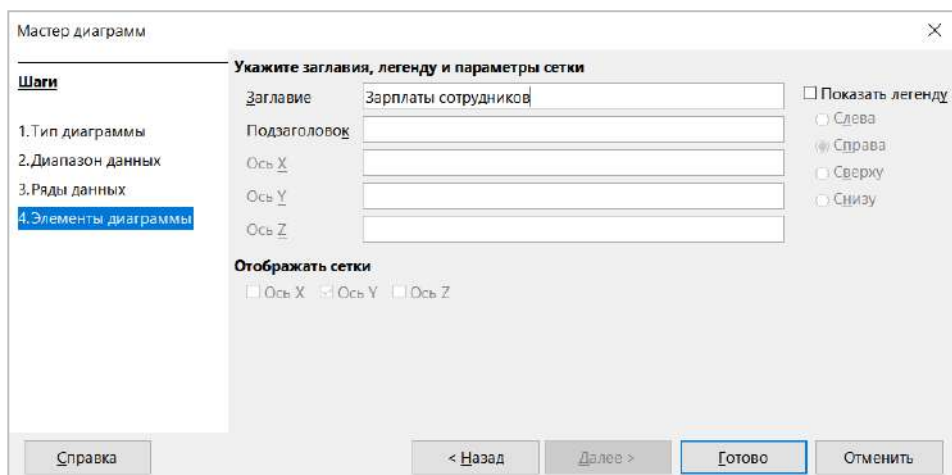 Мастер диаграмм
Шаги
1.Тип диаграммы
2.Диапазон данных
3.Ряды данных
4.Элементы диаграммы
Укажите заглавия, легенду и параметры сетки
Заглавие Зарплаты сотрудников
Подзаголовок
Ось X
Ось Y
Ось Z
Показать легенду
Слева
Справа
Сверху
Снизу
Отображать сетки
Ось X Ось Y Ось Z
Справка < Назад Далее > Готово Отменить